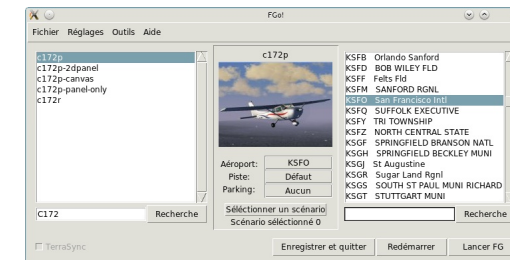 FGo!
Fichier Réglages Outils Aide
c172p
c172p-2dpanel
c172p-canvas
c172p-panel-only
c172r
C172
Recherche
c172p
Aéroport: KSFO
Piste: Défaut
Parking: Aucun
Séléctionner un scénario
Scénario séléctionné 0
KSFB Orlando Sanford
KSFD BOB WILEY FLD
KSFF Felts Fld
KSFM SANFORD RGNL
KSFO San Francisco Intl
KSFQ SUFFOLK EXECUTIVE
KSFY TRI TOWNSHIP
KSFZ NORTH CENTRAL STATE
KSGF SPRINGFIELD BRANSON NATL
KSGH SPRINGFIELD BECKLEY MUNI
KSGJ St Augustine
KSGR Sugar Land Rgnl
KSGS SOUTH ST PAUL MUNI RICHARD
KSGT STUTTGART MUNI
Recherche
TerraSync
Enregistrer et quitter
Redémarrer
Lancer FG